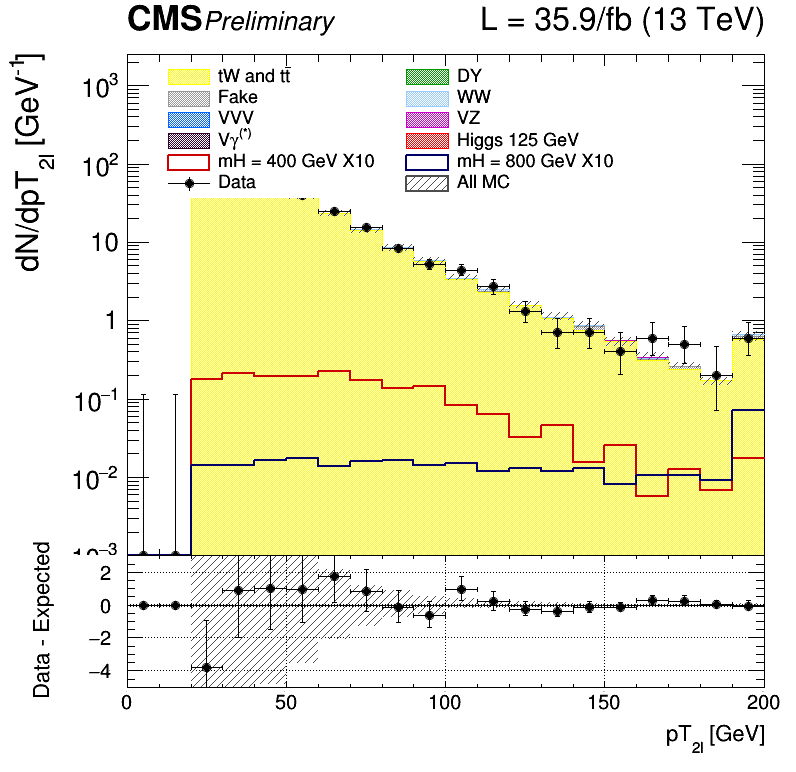 CMS Preliminary L = 35.9/fb (13 TeV)
dN/dpT2l [GeV-1]
tW and tt̄ DY
Fake WW
VVV VZ
Vγ(*) Higgs 125 GeV
mH = 400 GeV X10 mH = 800 GeV X10
Data All MC
10³
10²
10
1
10⁻¹
10⁻²
10⁻³
Data - Expected
2
0
−2
−4
0 50 100 150 200
pT2l [GeV]